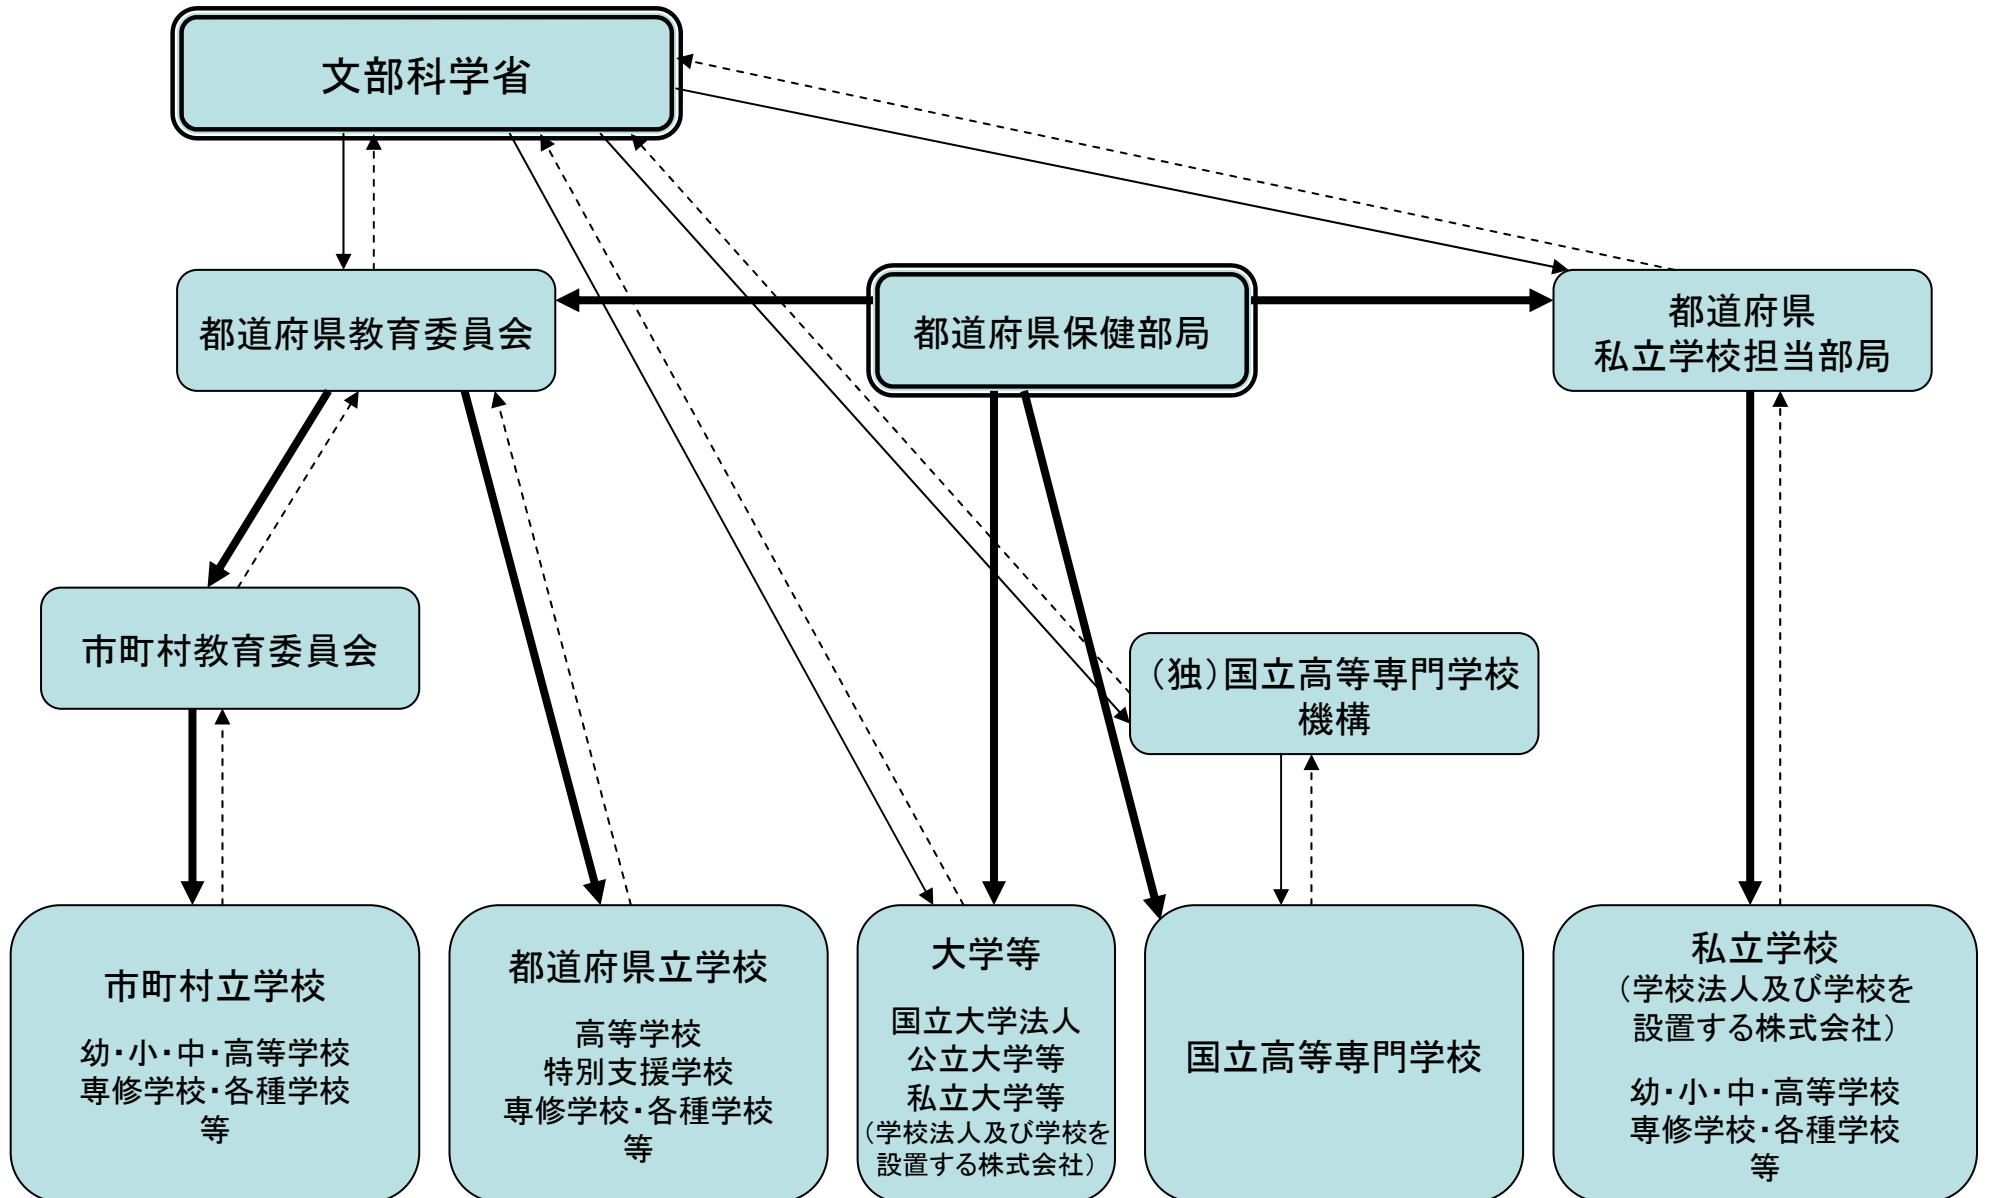 文部科学省
都道府県教育委員会
都道府県保健部局
都道府県
私立学校担当部局
市町村教育委員会
（独）国立高等専門学校
機構
市町村立学校
幼・小・中・高等学校
専修学校・各種学校
等
都道府県立学校
高等学校
特別支援学校
専修学校・各種学校
等
大学等
国立大学法人
公立大学等
私立大学等
（学校法人及び学校を
設置する株式会社）
国立高等専門学校
私立学校
（学校法人及び学校を
設置する株式会社）
幼・小・中・高等学校
専修学校・各種学校
等